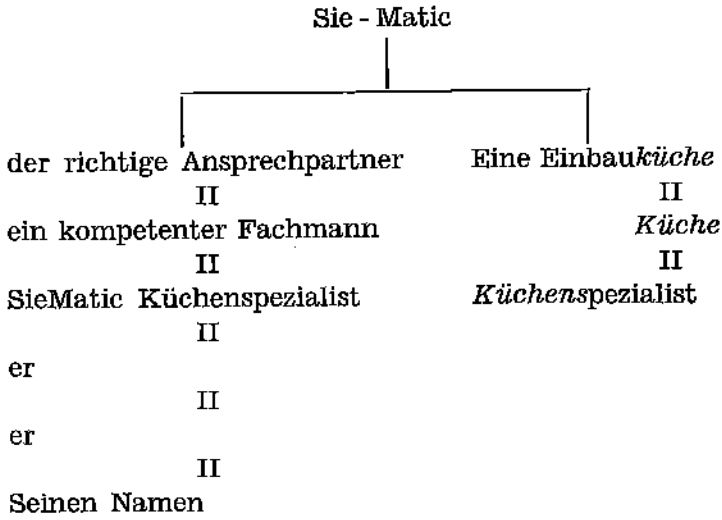 Sie - Matic
der richtige Ansprechpartner Eine Einbauküche
II II
ein kompetenter Fachmann Küche
II II
SieMatic Küchenspezialist Küchenspezialist
II
er
II
er
II
Seinen Namen